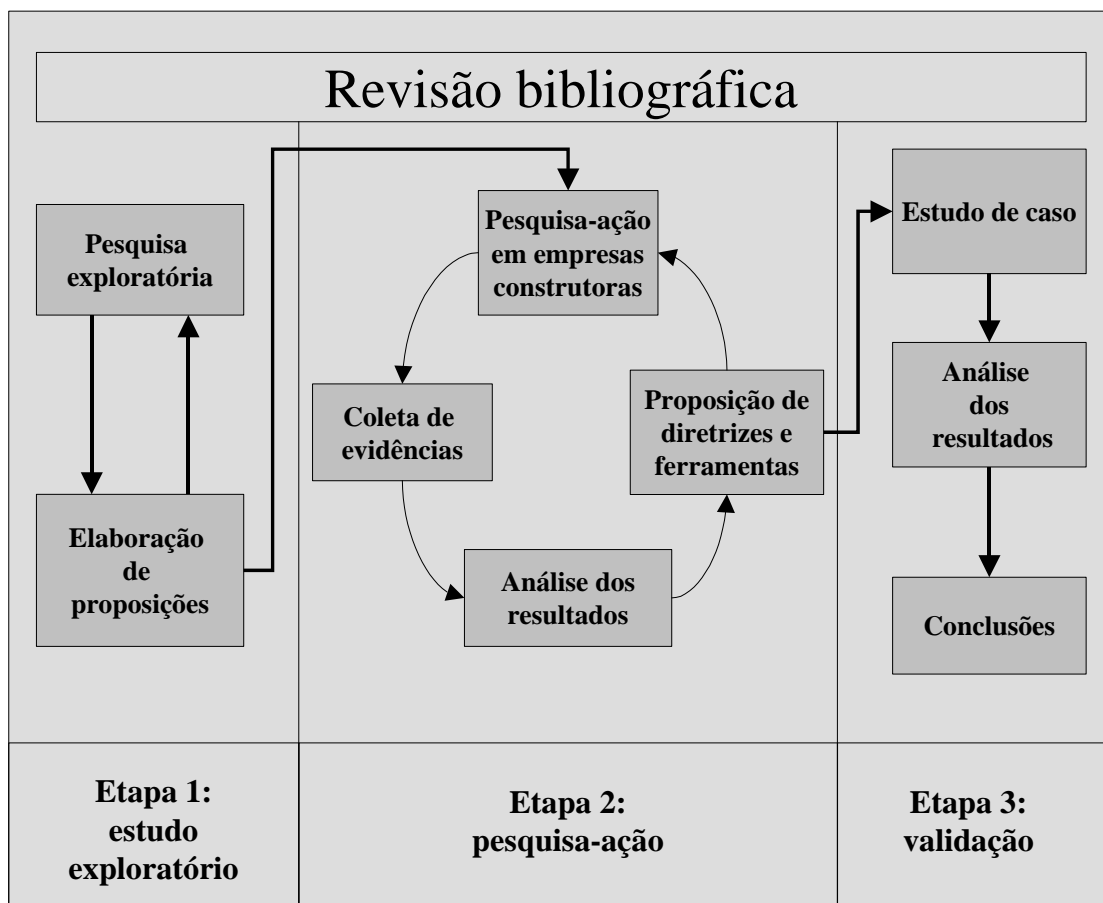 Revisão bibliográfica
Pesquisa
exploratória
Elaboração
de
proposições
Pesquisa-ação
em empresas
construtoras
Coleta de
evidências
Análise dos
resultados
Proposição de
diretrizes e
ferramentas
Estudo de caso
Análise
dos
resultados
Conclusões
Etapa 1:
estudo
exploratório
Etapa 2:
pesquisa-ação
Etapa 3:
validação